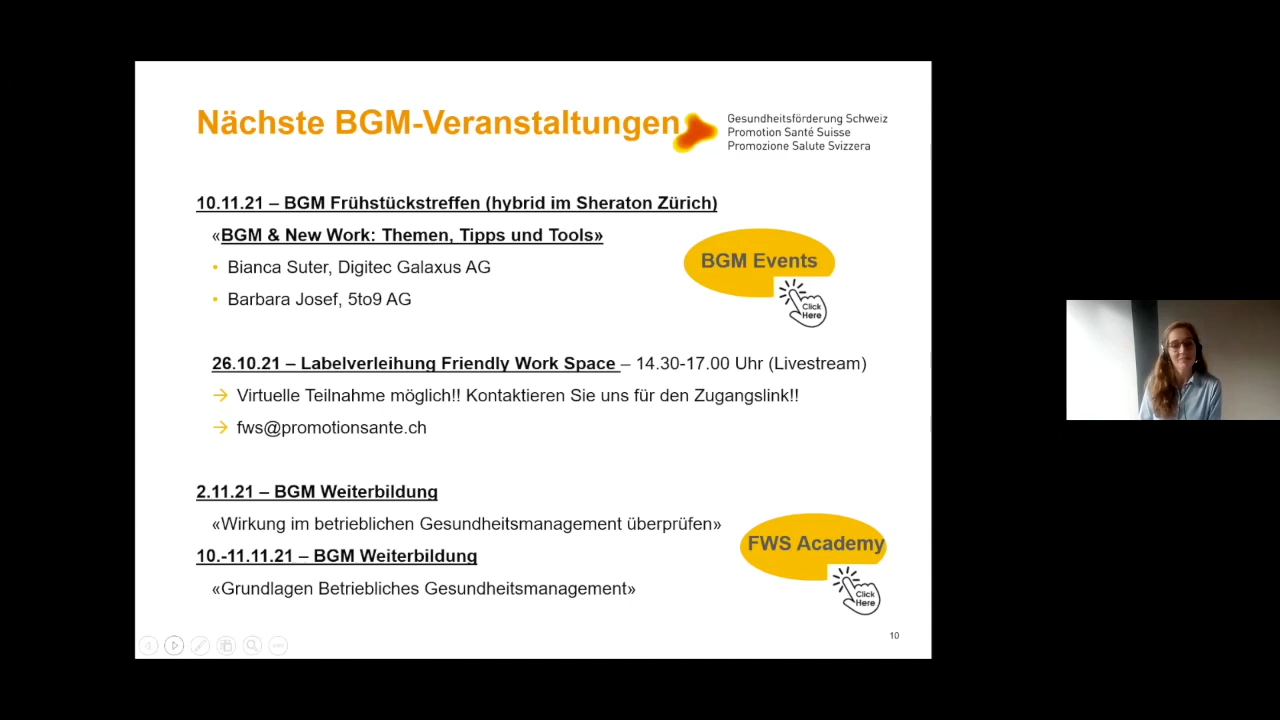 Nächste BGM-Veranstaltungen
Gesundheitsförderung Schweiz
Promotion Santé Suisse
Promozione Salute Svizzera
10.11.21 – BGM Frühstückstreffen (hybrid im Sheraton Zürich)
«BGM & New Work: Themen, Tipps und Tools»
• Bianca Suter, Digitec Galaxus AG
• Barbara Josef, 5to9 AG
BGM Events
Click
Here
26.10.21 – Labelverleihung Friendly Work Space – 14.30-17.00 Uhr (Livestream)
→ Virtuelle Teilnahme möglich!! Kontaktieren Sie uns für den Zugangslink!!
→ fws@promotionsante.ch
2.11.21 – BGM Weiterbildung
«Wirkung im betrieblichen Gesundheitsmanagement überprüfen»
10.-11.11.21 – BGM Weiterbildung
«Grundlagen Betriebliches Gesundheitsmanagement»
FWS Academy
Click
Here
10